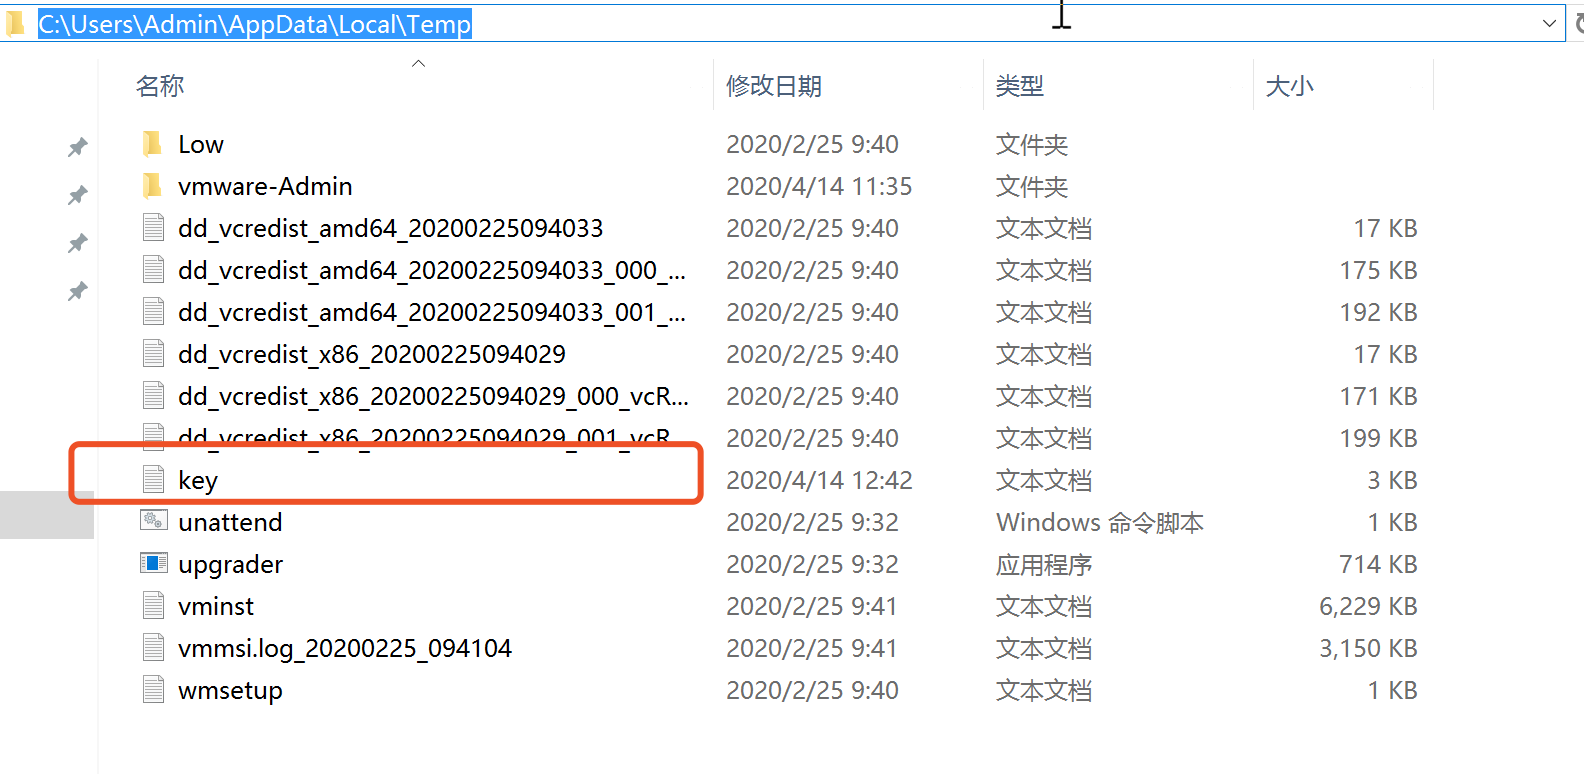 C:\Users\Admin\AppData\Local\Temp
名称 修改日期 类型 大小
Low 2020/2/25 9:40 文件夹
vmware-Admin 2020/4/14 11:35 文件夹
dd_vcredist_amd64_20200225094033 2020/2/25 9:40 文本文档 17 KB
dd_vcredist_amd64_20200225094033_000_... 2020/2/25 9:40 文本文档 175 KB
dd_vcredist_amd64_20200225094033_001_... 2020/2/25 9:40 文本文档 192 KB
dd_vcredist_x86_20200225094029 2020/2/25 9:40 文本文档 17 KB
dd_vcredist_x86_20200225094029_000_vcR... 2020/2/25 9:40 文本文档 171 KB
dd_vcredist_x86_20200225094029_001_vcR 2020/2/25 9:40 文本文档 199 KB
key 2020/4/14 12:42 文本文档 3 KB
unattend 2020/2/25 9:32 Windows 命令脚本 1 KB
upgrader 2020/2/25 9:32 应用程序 714 KB
vminst 2020/2/25 9:41 文本文档 6,229 KB
vmmsi.log_20200225_094104 2020/2/25 9:41 文本文档 3,150 KB
wmsetup 2020/2/25 9:40 文本文档 1 KB